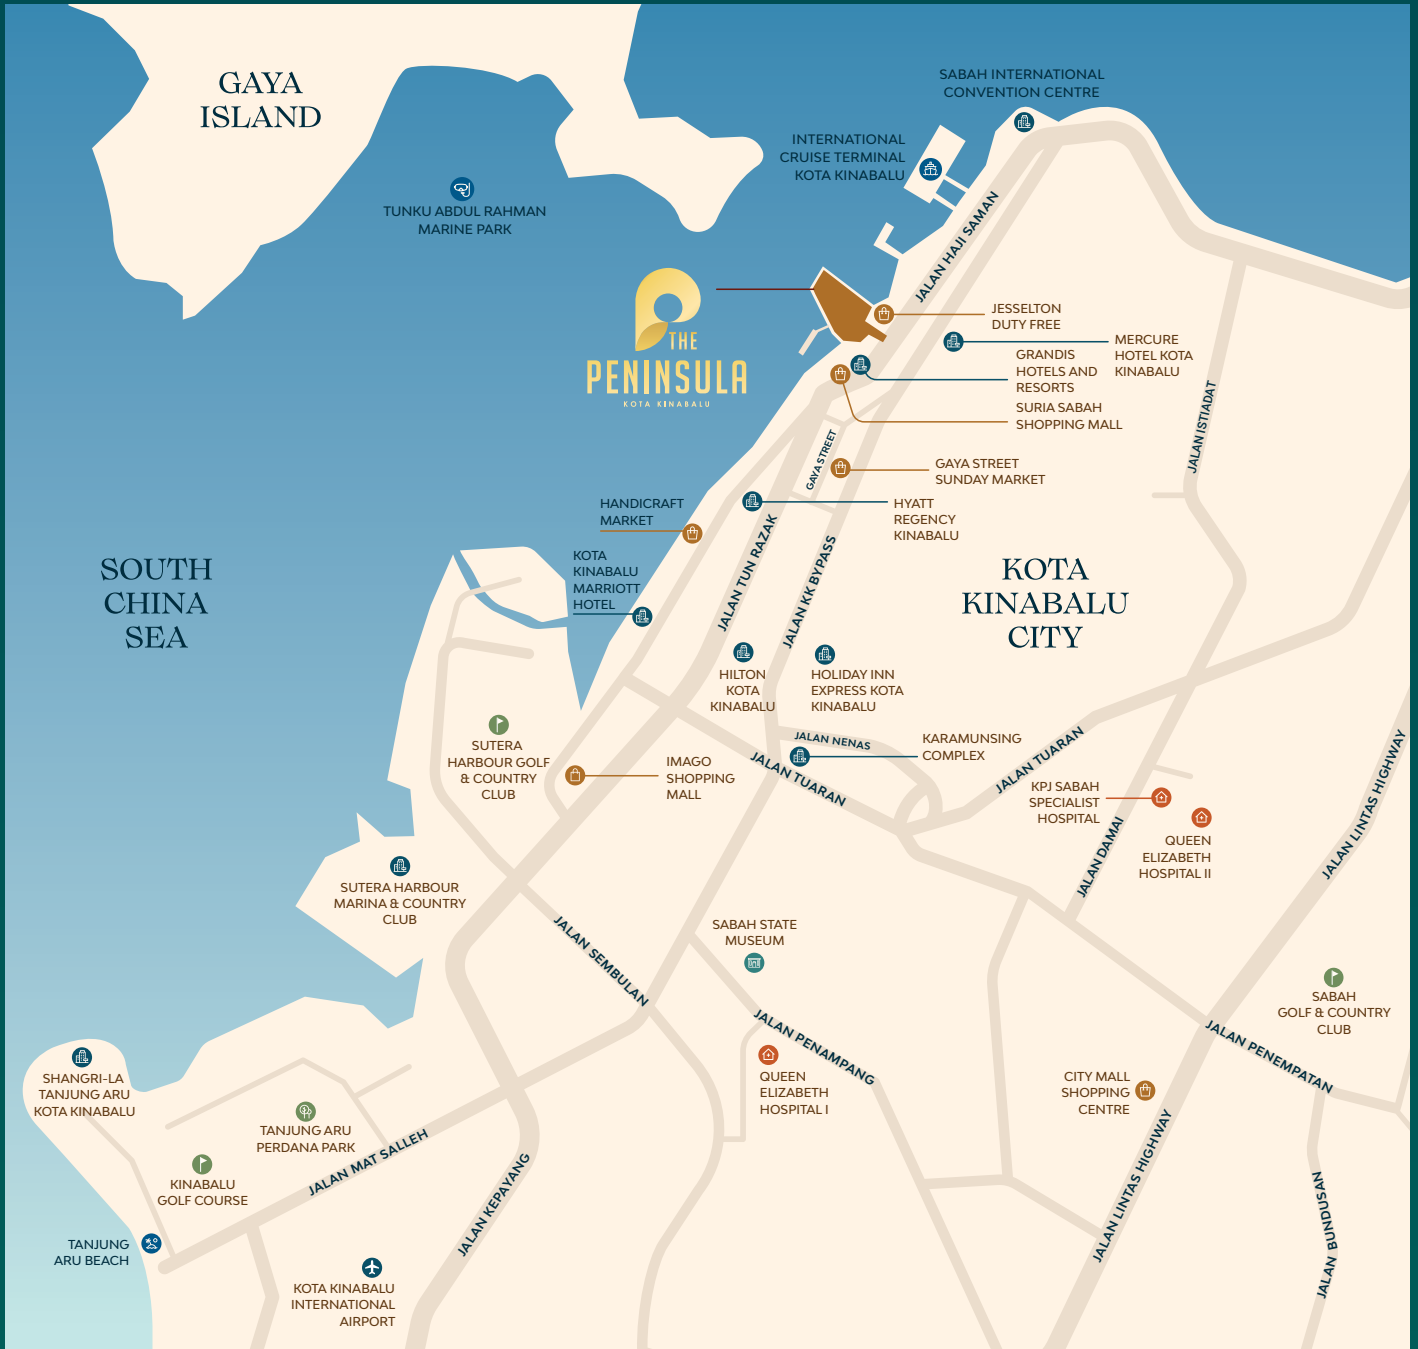 GAYA
ISLAND
SABAH INTERNATIONAL
CONVENTION CENTRE
INTERNATIONAL
CRUISE TERMINAL
KOTA KINABALU
TUNKU ABDUL RAHMAN
MARINE PARK
JALAN HAJI SAMAN
THE
PENINSULA
KOTA KINABALU
JESSELTON
DUTY FREE
MERCURE
HOTEL KOTA
KINABALU
GRANDIS
HOTELS AND
RESORTS
SURIA SABAH
SHOPPING MALL
JALAN ISTIADAT
GAYA STREET
GAYA STREET
SUNDAY MARKET
HANDICRAFT
MARKET
HYATT
REGENCY
KINABALU
JALAN TUN RAZAK
JALAN KK BYPASS
KOTA
KINABALU
MARRIOTT
HOTEL
SOUTH
CHINA
SEA
KOTA
KINABALU
CITY
HILTON
KOTA
KINABALU
HOLIDAY INN
EXPRESS KOTA
KINABALU
SUTERA
HARBOUR GOLF
& COUNTRY
CLUB
IMAGO
SHOPPING
MALL
JALAN NENAS
KARAMUNSING
COMPLEX
JALAN TUARAN
JALAN TUARAN
KPJ SABAH
SPECIALIST
HOSPITAL
QUEEN
ELIZABETH
HOSPITAL II
JALAN DAMAI
JALAN LINTAS HIGHWAY
SUTERA HARBOUR
MARINA & COUNTRY
CLUB
SABAH STATE
MUSEUM
JALAN SEMBULAN
SABAH
GOLF & COUNTRY
CLUB
JALAN PENAMPANG
JALAN PENEMPATAN
SHANGRI-LA
TANJUNG ARU
KOTA KINABALU
QUEEN
ELIZABETH
HOSPITAL I
CITY MALL
SHOPPING
CENTRE
TANJUNG ARU
PERDANA PARK
JALAN MAT SALLEH
KINABALU
GOLF COURSE
JALAN KEPAYANG
JALAN LINTAS HIGHWAY
JALAN BUNDUSAN
TANJUNG
ARU BEACH
KOTA KINABALU
INTERNATIONAL
AIRPORT